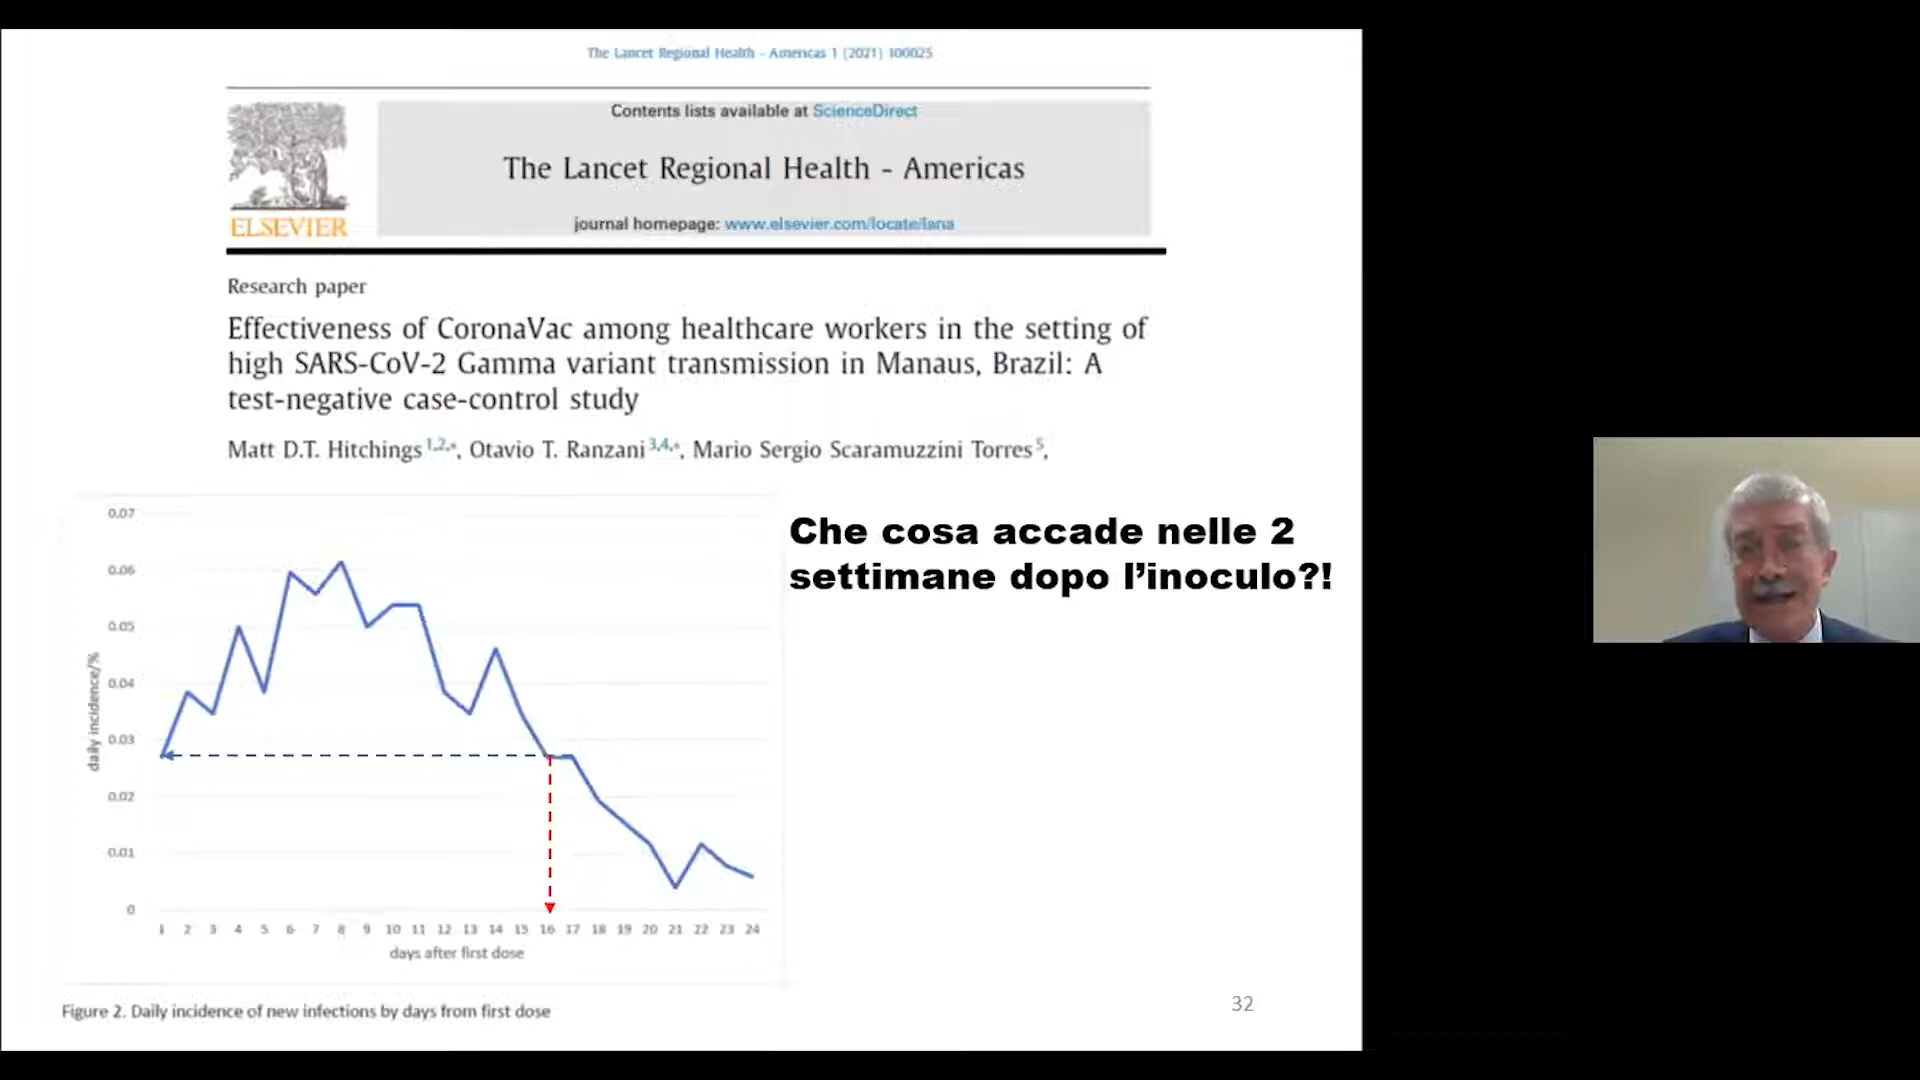 The Lancet Regional Health - Americas 1 (2021) 100025
Contents lists available at ScienceDirect
The Lancet Regional Health - Americas
journal homepage: www.elsevier.com/locate/lana
ELSEVIER
Research paper
Effectiveness of CoronaVac among healthcare workers in the setting of
high SARS-CoV-2 Gamma variant transmission in Manaus, Brazil: A
test-negative case-control study
Matt D.T. Hitchings 1,2,*, Otavio T. Ranzani 3,4,*, Mario Sergio Scaramuzzini Torres 5,
Che cosa accade nelle 2
settimane dopo l’inoculo?!
0.07
0.06
0.05
0.04
0.03
0.02
0.01
0
daily incidence/%
1 2 3 4 5 6 7 8 9 10 11 12 13 14 15 16 17 18 19 20 21 22 23 24
days after first dose
Figure 2. Daily incidence of new infections by days from first dose
32